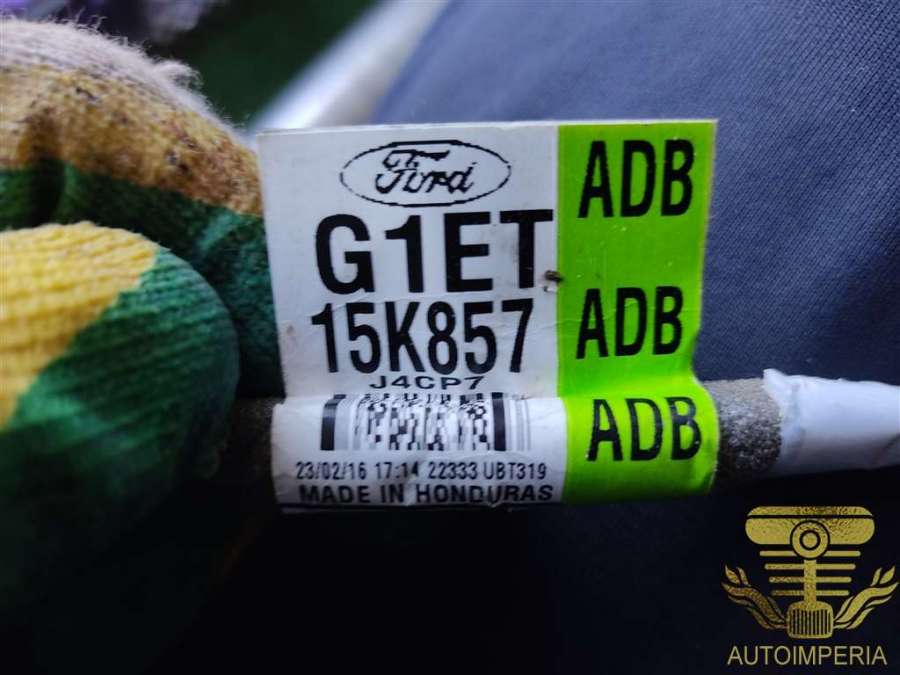 Ford
G1ET
15K857
J4CP7
23/02/16 17:14 22333 UBT319
MADE IN HONDURAS
ADB
ADB
ADB
AUTOIMPERIA